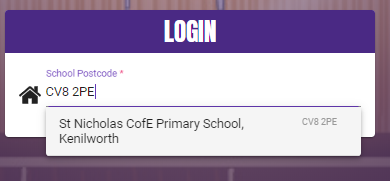 LOGIN
School Postcode *
CV8 2PE
St Nicholas CofE Primary School, CV8 2PE
Kenilworth